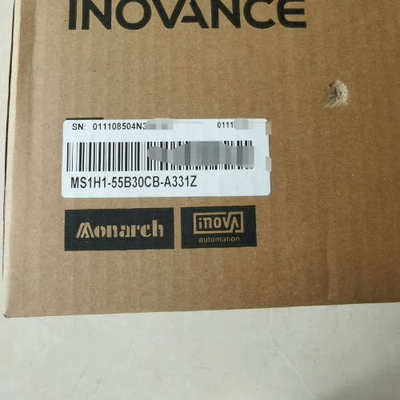 INOVANCE
SN: 011108504N3 0111
MS1H1-55B30CB-A331Z
Monarch
inova
automation